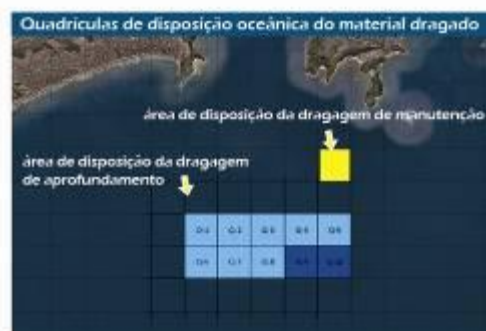 Quadrículas de disposição oceânica do material dragado
área de disposição da dragagem de manutenção
área de disposição da dragagem
de aprofundamento